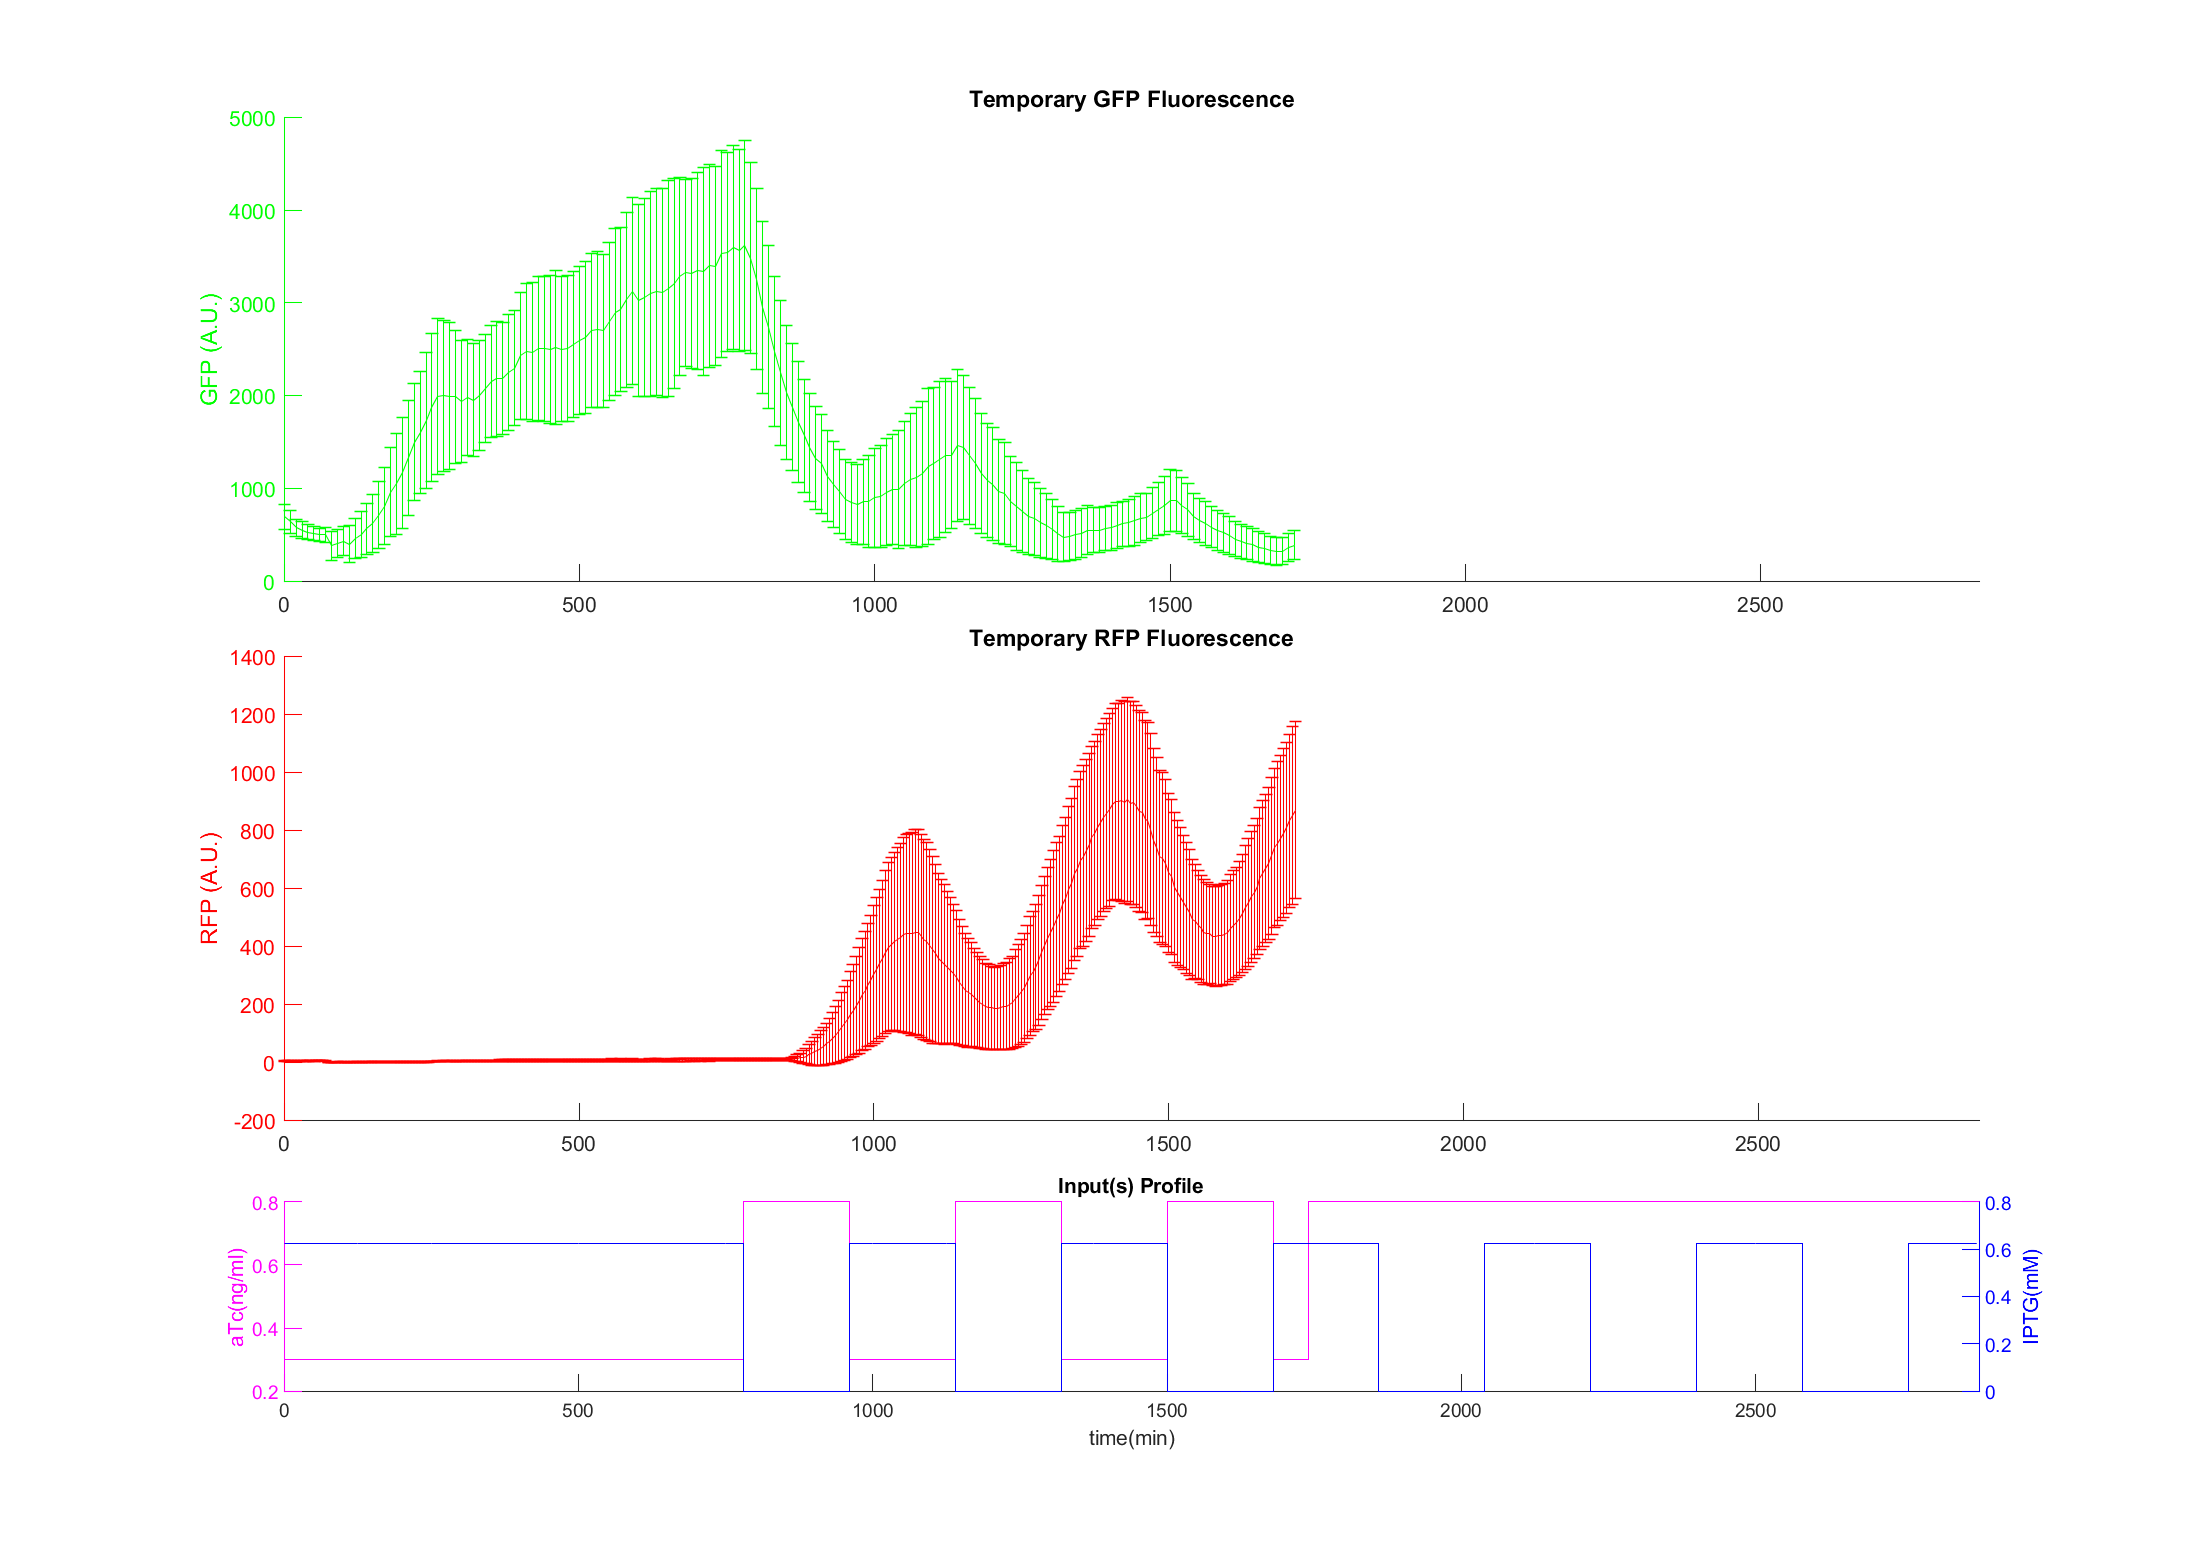 Temporary GFP Fluorescence
5000
4000
3000
2000
1000
0
GFP (A.U.)
0 500 1000 1500 2000 2500
Temporary RFP Fluorescence
1400
1200
1000
800
600
400
200
0
-200
RFP (A.U.)
0 500 1000 1500 2000 2500
Input(s) Profile
0.8
0.6
0.4
0.2
aTc(ng/ml)
0.8
0.6
0.4
0.2
0
IPTG(mM)
0 500 1000 1500 2000 2500
time(min)